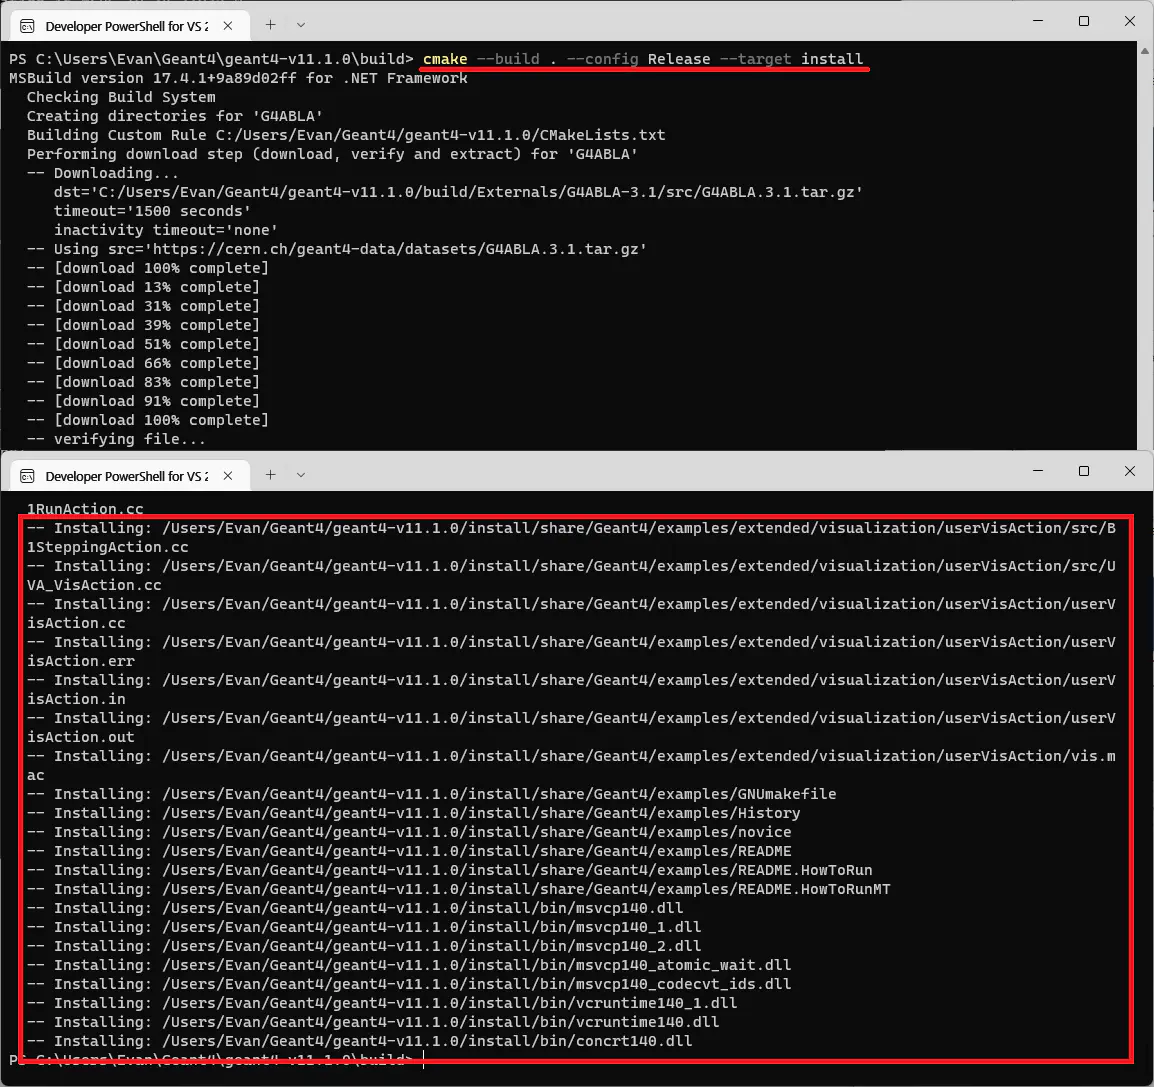 Developer PowerShell for VS 2
PS C:\Users\Evan\Geant4\geant4-v11.1.0\build> cmake --build . --config Release --target install
MSBuild version 17.4.1+9a89d02ff for .NET Framework
Checking Build System
Creating directories for 'G4ABLA'
Building Custom Rule C:/Users/Evan/Geant4/geant4-v11.1.0/CMakeLists.txt
Performing download step (download, verify and extract) for 'G4ABLA'
-- Downloading...
dst='C:/Users/Evan/Geant4/geant4-v11.1.0/build/Externals/G4ABLA-3.1/src/G4ABLA.3.1.tar.gz'
timeout='1500 seconds'
inactivity timeout='none'
-- Using src='https://cern.ch/geant4-data/datasets/G4ABLA.3.1.tar.gz'
-- [download 100% complete]
-- [download 13% complete]
-- [download 31% complete]
-- [download 39% complete]
-- [download 51% complete]
-- [download 66% complete]
-- [download 83% complete]
-- [download 91% complete]
-- [download 100% complete]
-- verifying file...
Developer PowerShell for VS 2
1RunAction.cc
-- Installing: /Users/Evan/Geant4/geant4-v11.1.0/install/share/Geant4/examples/extended/visualization/userVisAction/src/B
1SteppingAction.cc
-- Installing: /Users/Evan/Geant4/geant4-v11.1.0/install/share/Geant4/examples/extended/visualization/userVisAction/src/U
VA_VisAction.cc
-- Installing: /Users/Evan/Geant4/geant4-v11.1.0/install/share/Geant4/examples/extended/visualization/userVisAction/userV
isAction.cc
-- Installing: /Users/Evan/Geant4/geant4-v11.1.0/install/share/Geant4/examples/extended/visualization/userVisAction/userV
isAction.err
-- Installing: /Users/Evan/Geant4/geant4-v11.1.0/install/share/Geant4/examples/extended/visualization/userVisAction/userV
isAction.in
-- Installing: /Users/Evan/Geant4/geant4-v11.1.0/install/share/Geant4/examples/extended/visualization/userVisAction/userV
isAction.out
-- Installing: /Users/Evan/Geant4/geant4-v11.1.0/install/share/Geant4/examples/extended/visualization/userVisAction/vis.m
ac
-- Installing: /Users/Evan/Geant4/geant4-v11.1.0/install/share/Geant4/examples/GNUmakefile
-- Installing: /Users/Evan/Geant4/geant4-v11.1.0/install/share/Geant4/examples/History
-- Installing: /Users/Evan/Geant4/geant4-v11.1.0/install/share/Geant4/examples/novice
-- Installing: /Users/Evan/Geant4/geant4-v11.1.0/install/share/Geant4/examples/README
-- Installing: /Users/Evan/Geant4/geant4-v11.1.0/install/share/Geant4/examples/README.HowToRun
-- Installing: /Users/Evan/Geant4/geant4-v11.1.0/install/share/Geant4/examples/README.HowToRunMT
-- Installing: /Users/Evan/Geant4/geant4-v11.1.0/install/bin/msvcp140.dll
-- Installing: /Users/Evan/Geant4/geant4-v11.1.0/install/bin/msvcp140_1.dll
-- Installing: /Users/Evan/Geant4/geant4-v11.1.0/install/bin/msvcp140_2.dll
-- Installing: /Users/Evan/Geant4/geant4-v11.1.0/install/bin/msvcp140_atomic_wait.dll
-- Installing: /Users/Evan/Geant4/geant4-v11.1.0/install/bin/msvcp140_codecvt_ids.dll
-- Installing: /Users/Evan/Geant4/geant4-v11.1.0/install/bin/vcruntime140_1.dll
-- Installing: /Users/Evan/Geant4/geant4-v11.1.0/install/bin/vcruntime140.dll
-- Installing: /Users/Evan/Geant4/geant4-v11.1.0/install/bin/concrt140.dll
PS C:\Users\Evan\Geant4\geant4-v11.1.0\build>